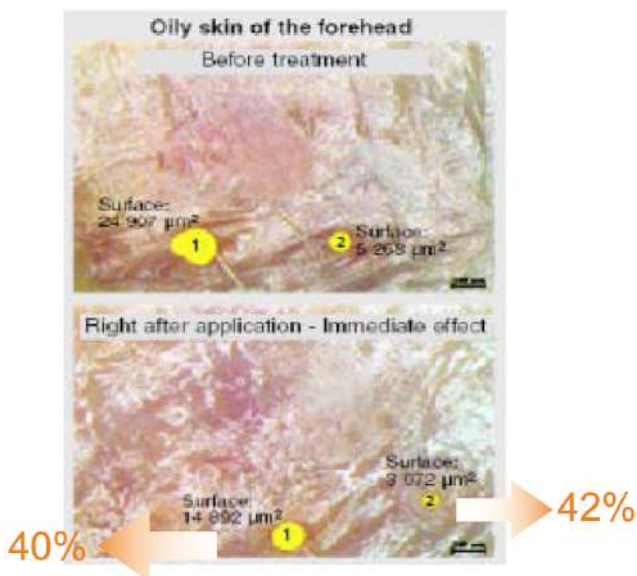 Oily skin of the forehead
Before treatment
Surface:
24 907 µm²
1
2
Surface:
5 268 µm²
Right after application - Immediate effect
Surface:
3 072 µm²
2
42%
Surface:
14 892 µm²
1
40%